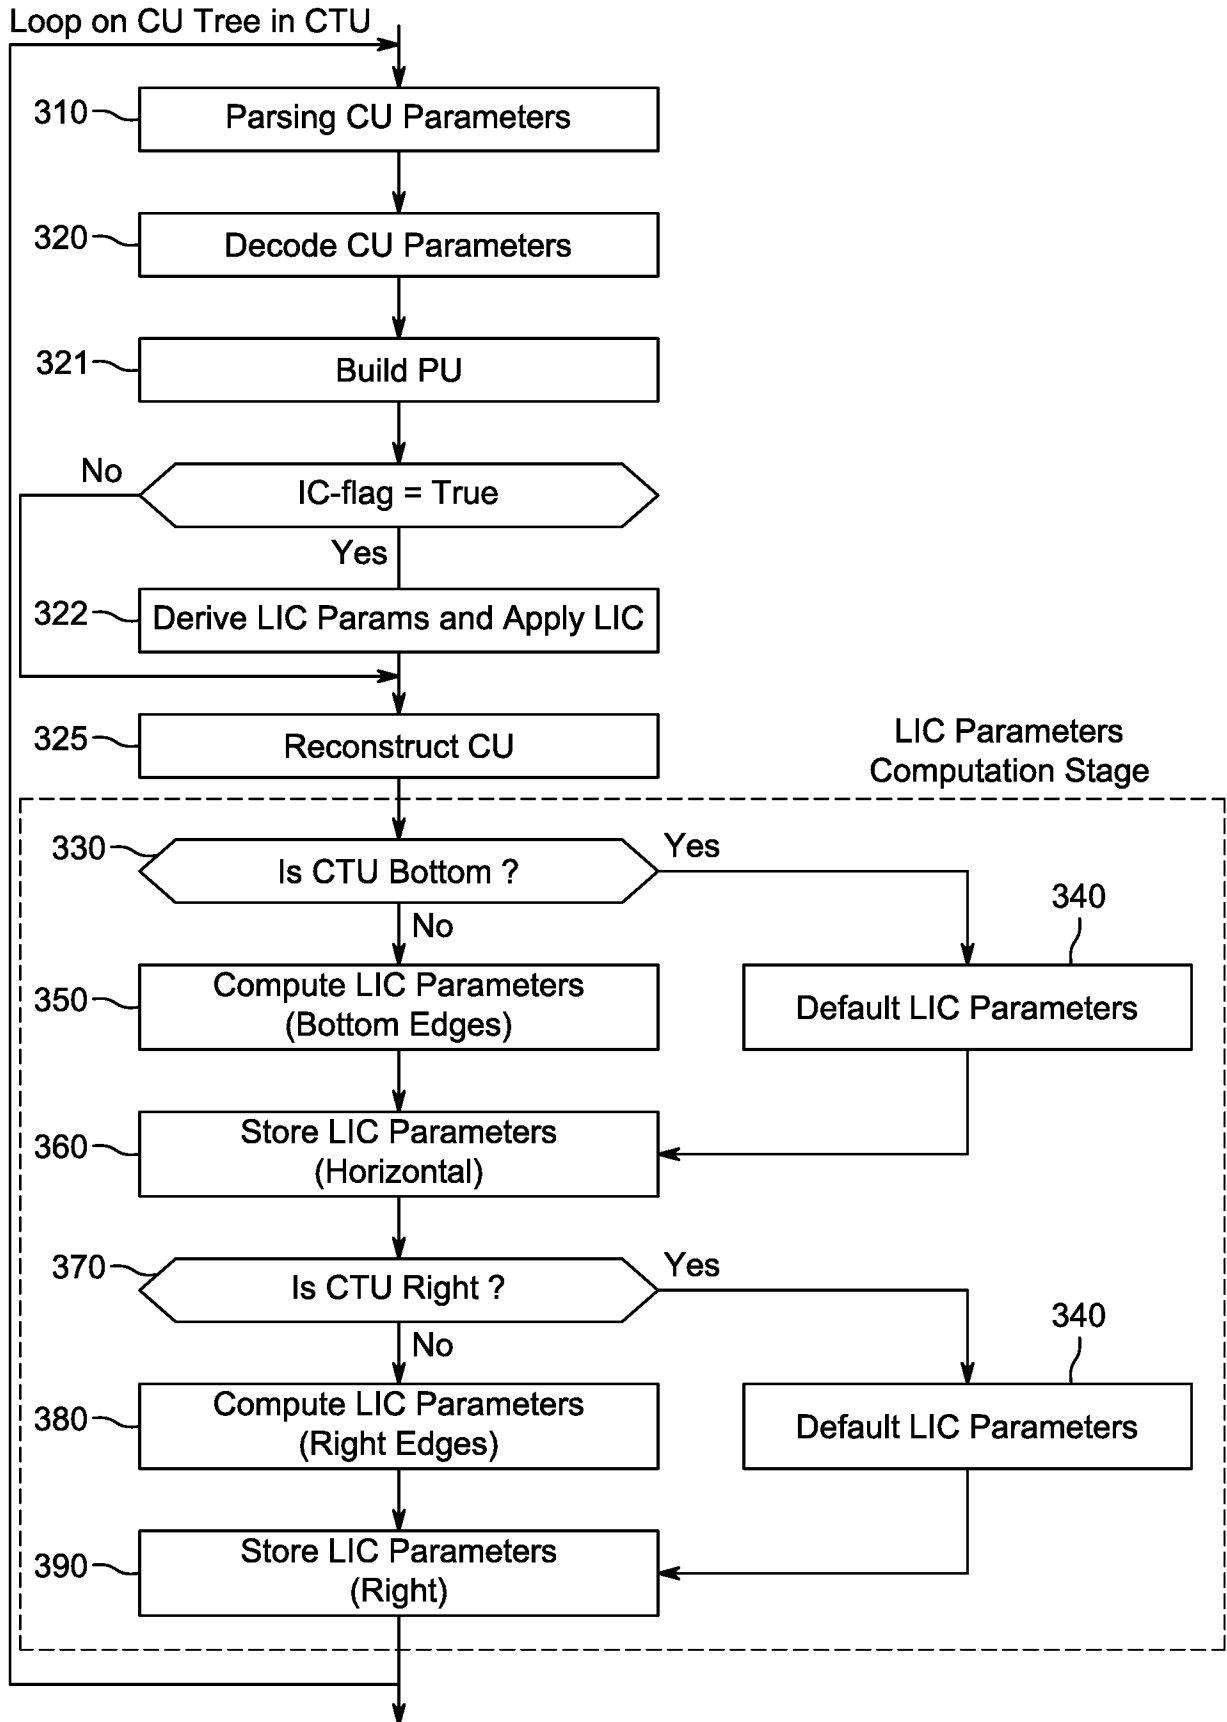 Loop on CU Tree in CTU
310
Parsing CU Parameters
320
Decode CU Parameters
321
Build PU
No
IC-flag = True
Yes
322
Derive LIC Params and Apply LIC
325
Reconstruct CU
LIC Parameters
Computation Stage
330
Is CTU Bottom ?
Yes
No
340
350
Compute LIC Parameters
(Bottom Edges)
Default LIC Parameters
360
Store LIC Parameters
(Horizontal)
370
Is CTU Right ?
Yes
No
340
380
Compute LIC Parameters
(Right Edges)
Default LIC Parameters
390
Store LIC Parameters
(Right)